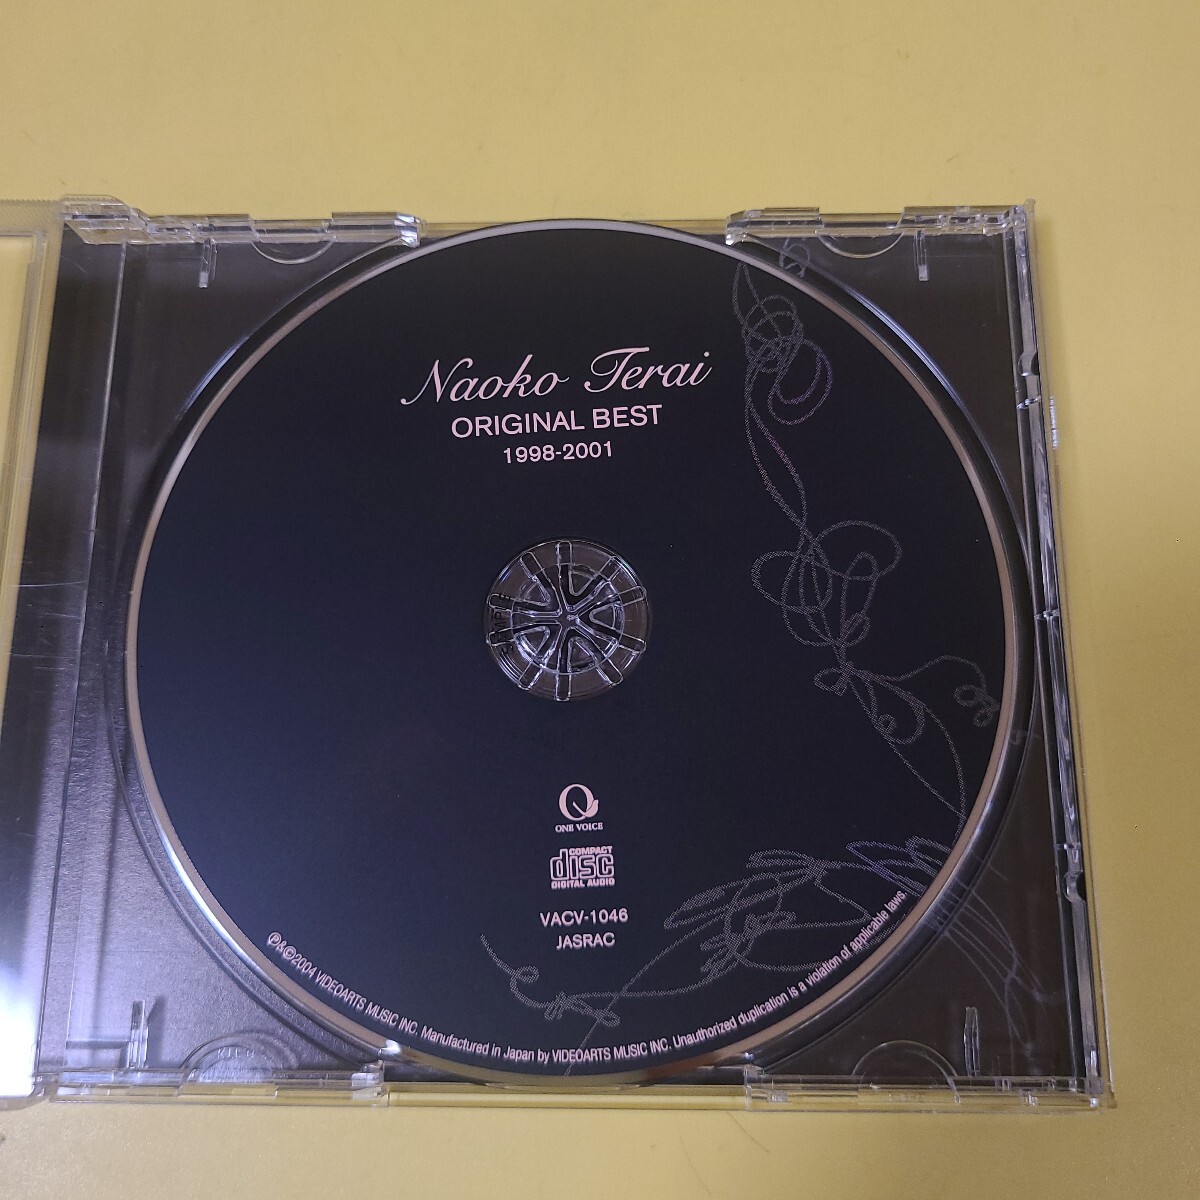 Naoko Terai
ORIGINAL BEST
1998-2001
SAMPLE
ONE VOICE
COMPACT
disc
DIGITAL AUDIO
VACV-1046
JASRAC
℗&©2004 VIDEOARTS MUSIC INC. Manufactured in Japan by VIDEOARTS MUSIC INC. Unauthorized duplication is a violation of applicable laws.